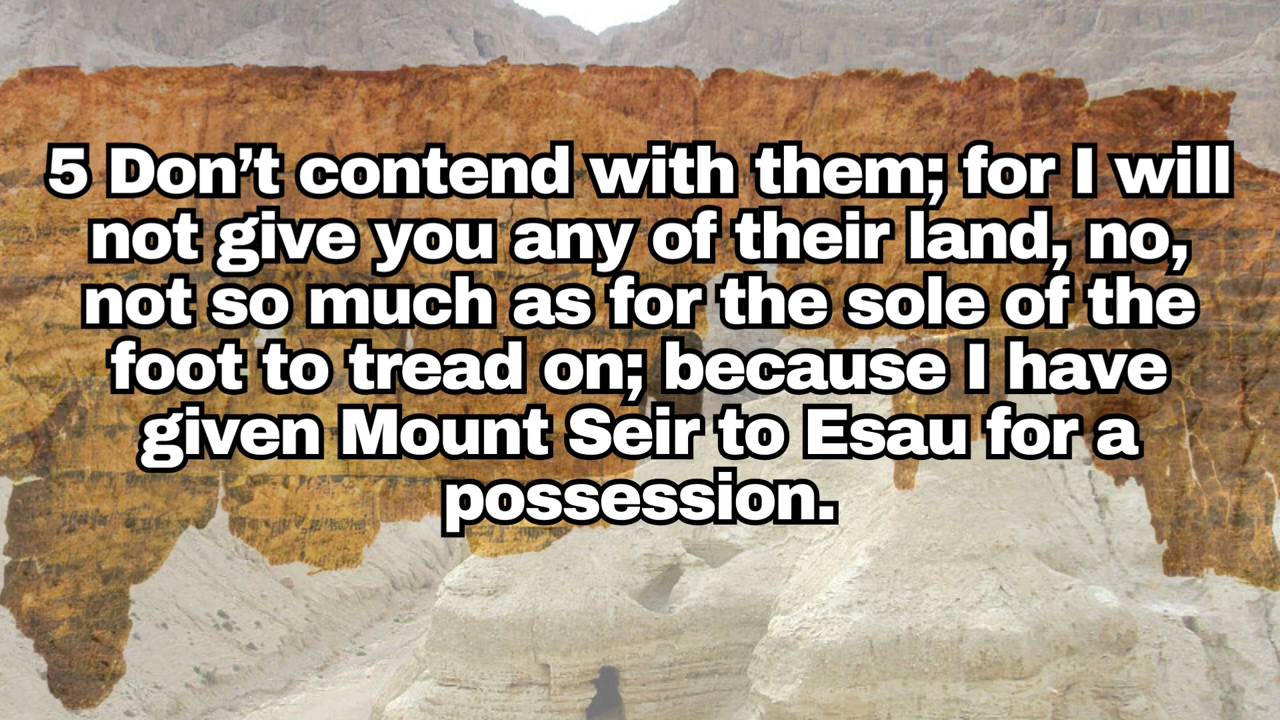 5 Don’t contend with them; for I will
not give you any of their land, no,
not so much as for the sole of the
foot to tread on; because I have
given Mount Seir to Esau for a
possession.